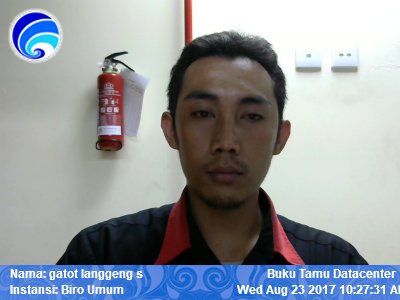 Nama: gatot langgeng s
Buku Tamu Datacenter
Instansi: Biro Umum
Wed Aug 23 2017 10:27:31 A